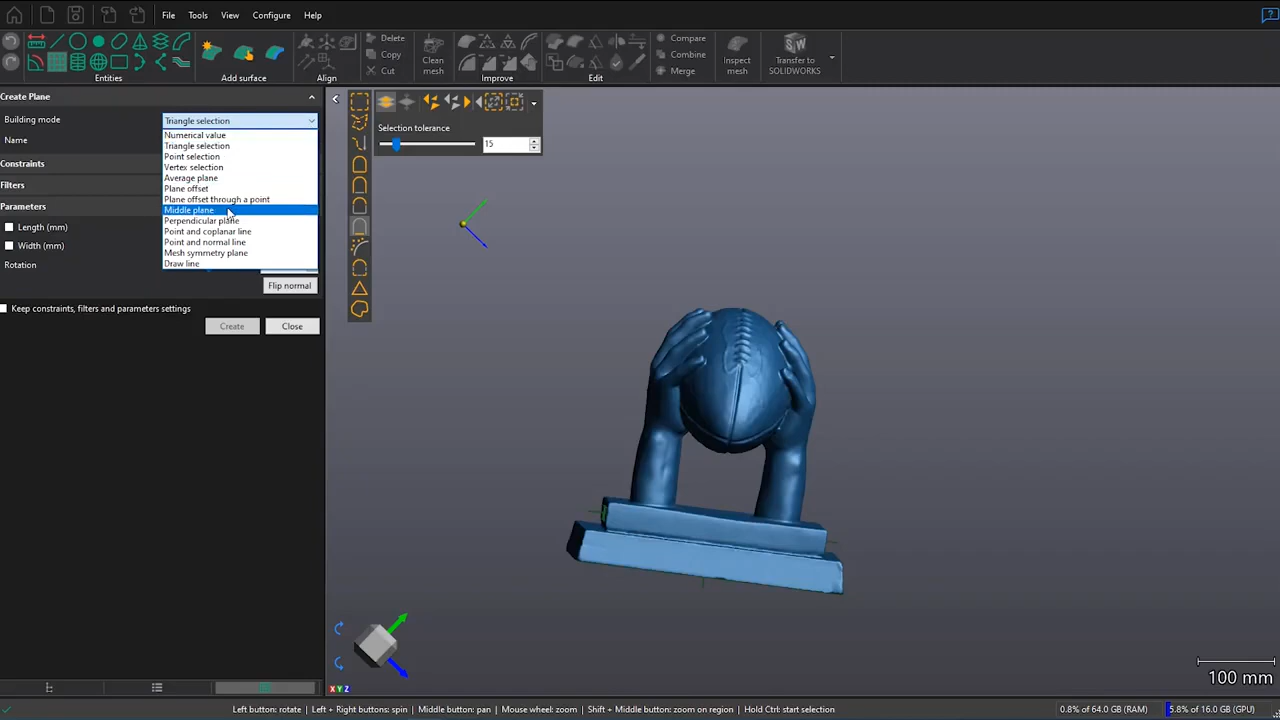 File Tools View Configure Help
Delete
Copy
Cut
Clean
mesh
Compare
Combine
Merge
Inspect
mesh
Transfer to
SOLIDWORKS
Entities Add surface Align Improve Edit
Create Plane
Building mode Triangle selection
Name
Constraints
Filters
Parameters
Length (mm)
Width (mm)
Rotation
Numerical value
Triangle selection
Point selection
Vertex selection
Average plane
Plane offset
Plane offset through a point
Middle plane
Perpendicular plane
Point and coplanar line
Point and normal line
Mesh symmetry plane
Draw line
Flip normal
Keep constraints, filters and parameters settings
Create Close
Selection tolerance
15
100 mm
X Y Z
Left button: rotate | Left + Right buttons: spin | Middle button: pan | Mouse wheel: zoom | Shift + Middle button: zoom on region | Hold Ctrl: start selection
0.8% of 64.0 GB (RAM) 5.8% of 16.0 GB (GPU)